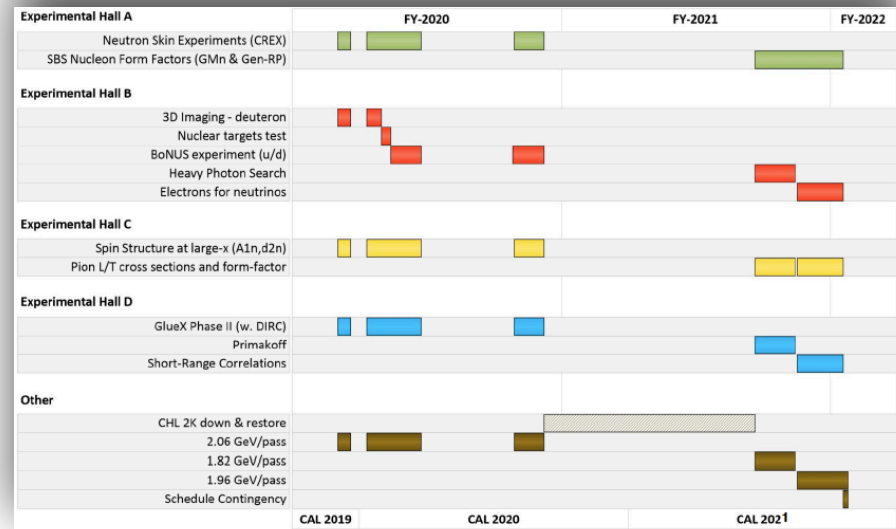 Experimental Hall A
FY-2020 FY-2021 FY-2022
Neutron Skin Experiments (CREX)
SBS Nucleon Form Factors (GMn & Gen-RP)
Experimental Hall B
3D Imaging - deuteron
Nuclear targets test
BoNUS experiment (u/d)
Heavy Photon Search
Electrons for neutrinos
Experimental Hall C
Spin Structure at large-x (A1n,d2n)
Pion L/T cross sections and form-factor
Experimental Hall D
GlueX Phase II (w. DIRC)
Primakoff
Short-Range Correlations
Other
CHL 2K down & restore
2.06 GeV/pass
1.82 GeV/pass
1.96 GeV/pass
Schedule Contingency
CAL 2019 CAL 2020 CAL 2021